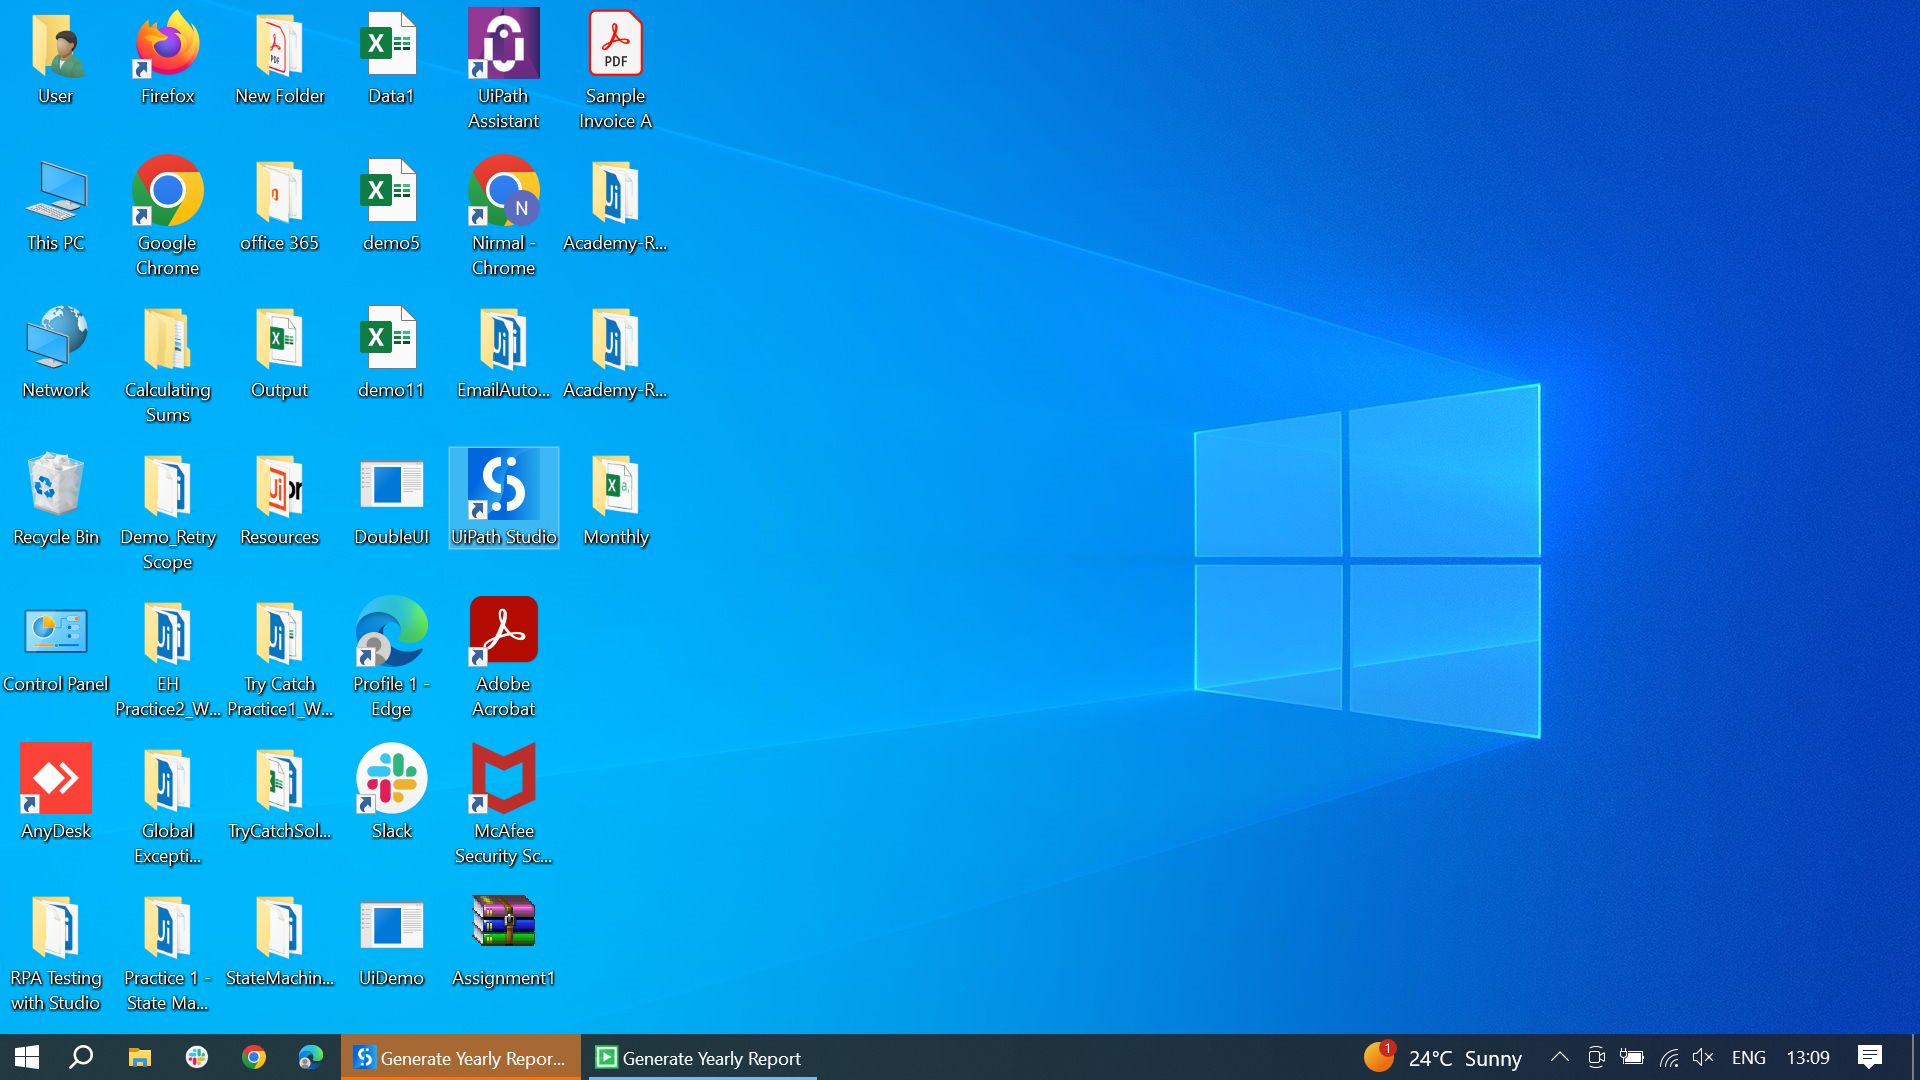 User
Firefox
New Folder
Data1
UiPath
Assistant
PDF
Sample
Invoice A
This PC
Google
Chrome
office 365
demo5
N
Nirmal -
Chrome
Academy-R...
Network
Calculating
Sums
Output
demo11
EmailAuto...
Academy-R...
Recycle Bin
Demo_Retry
Scope
Resources
DoubleUI
UiPath Studio
Monthly
Control Panel
EH
Practice2_W...
Try Catch
Practice1_W...
Profile 1 -
Edge
Adobe
Acrobat
AnyDesk
Global
Excepti...
TryCatchSol...
Slack
McAfee
Security Sc...
RPA Testing
with Studio
Practice 1 -
State Ma...
StateMachin...
UiDemo
Assignment1
Generate Yearly Repor...
Generate Yearly Report
1
24°C Sunny
ENG
13:09